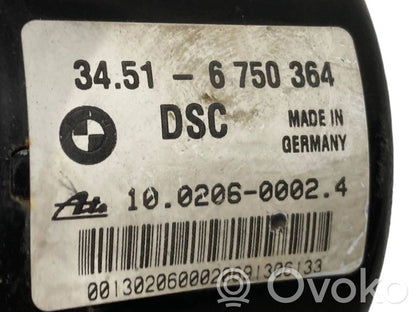 34.51 - 6 750 364
DSC
MADE IN
GERMANY
Ate 10.0206-0002.4
Ovoko